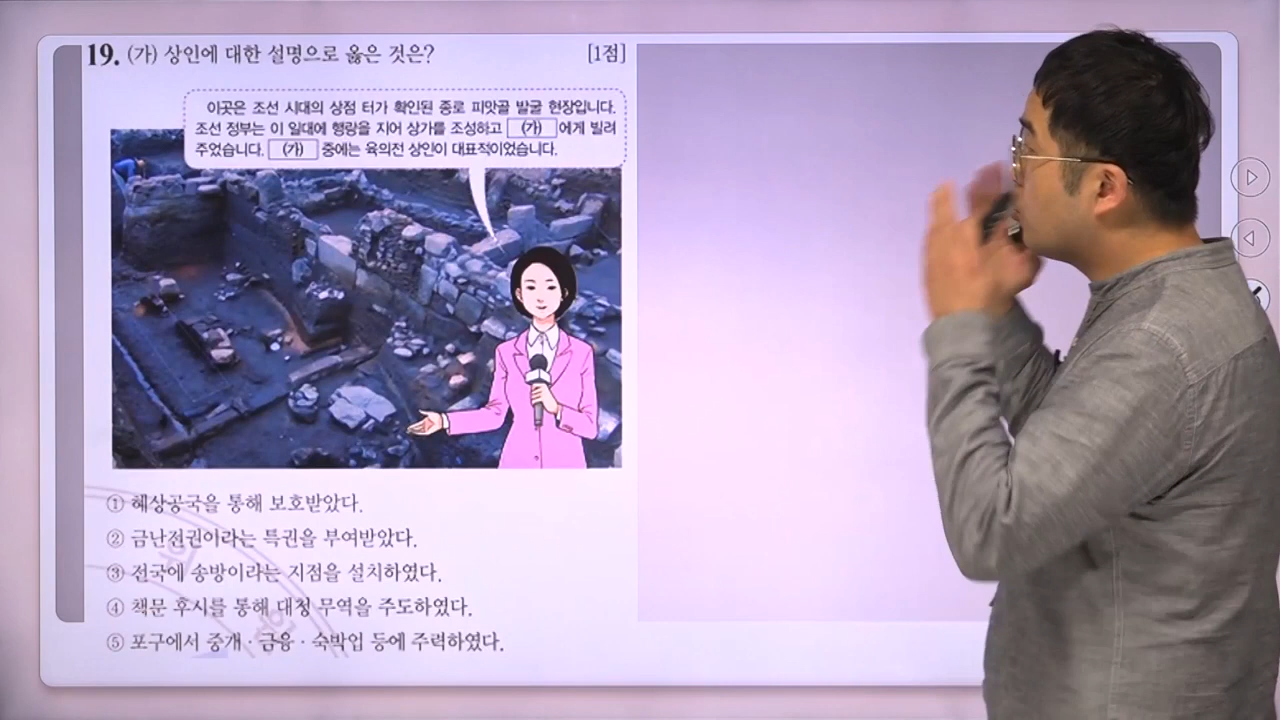 19. (가) 상인에 대한 설명으로 옳은 것은? [1점]
이곳은 조선 시대의 상점 터가 확인된 종로 피맛골 발굴 현장입니다.
조선 정부는 이 일대에 행랑을 지어 상가를 조성하고 (가) 에게 빌려
주었습니다. (가) 중에는 육의전 상인이 대표적이었습니다.
① 혜상공국을 통해 보호받았다.
② 금난전권이라는 특권을 부여받았다.
③ 전국에 송방이라는 지점을 설치하였다.
④ 책문 후시를 통해 대청 무역을 주도하였다.
⑤ 포구에서 중개·금융·숙박업 등에 주력하였다.